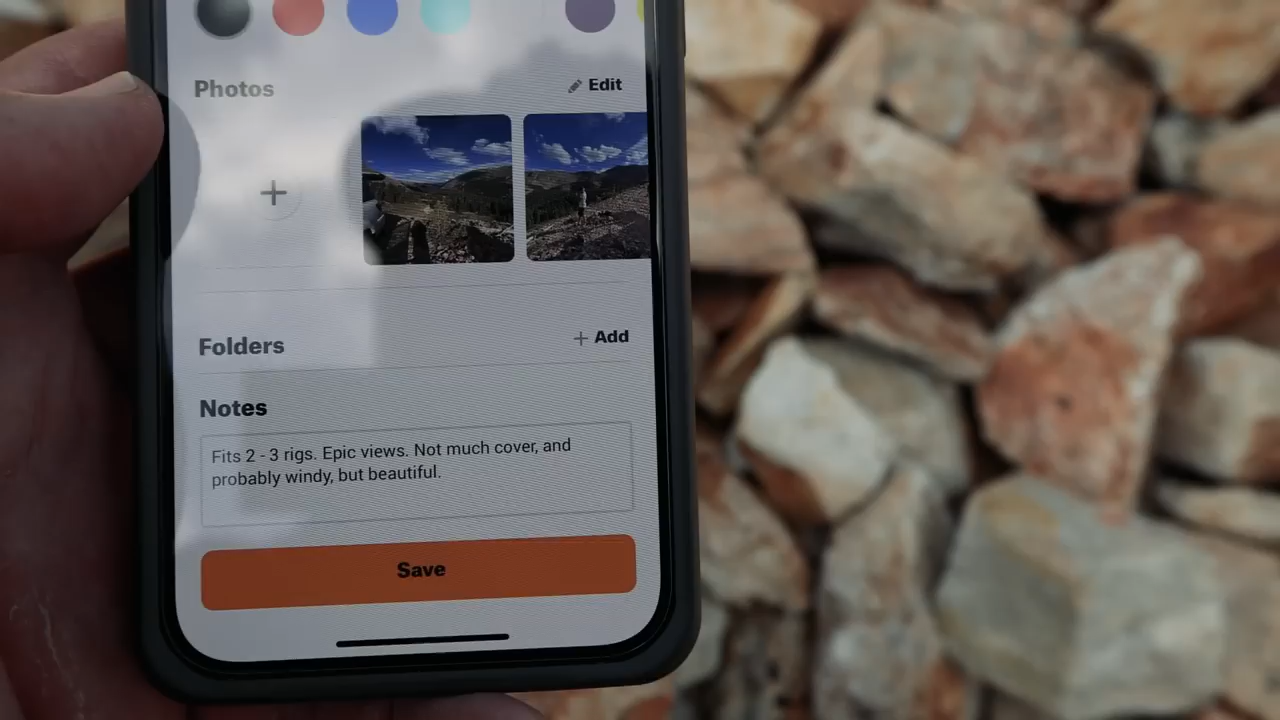 Photos
Edit
Folders
+ Add
Notes
Fits 2 - 3 rigs. Epic views. Not much cover, and
probably windy, but beautiful.
Save